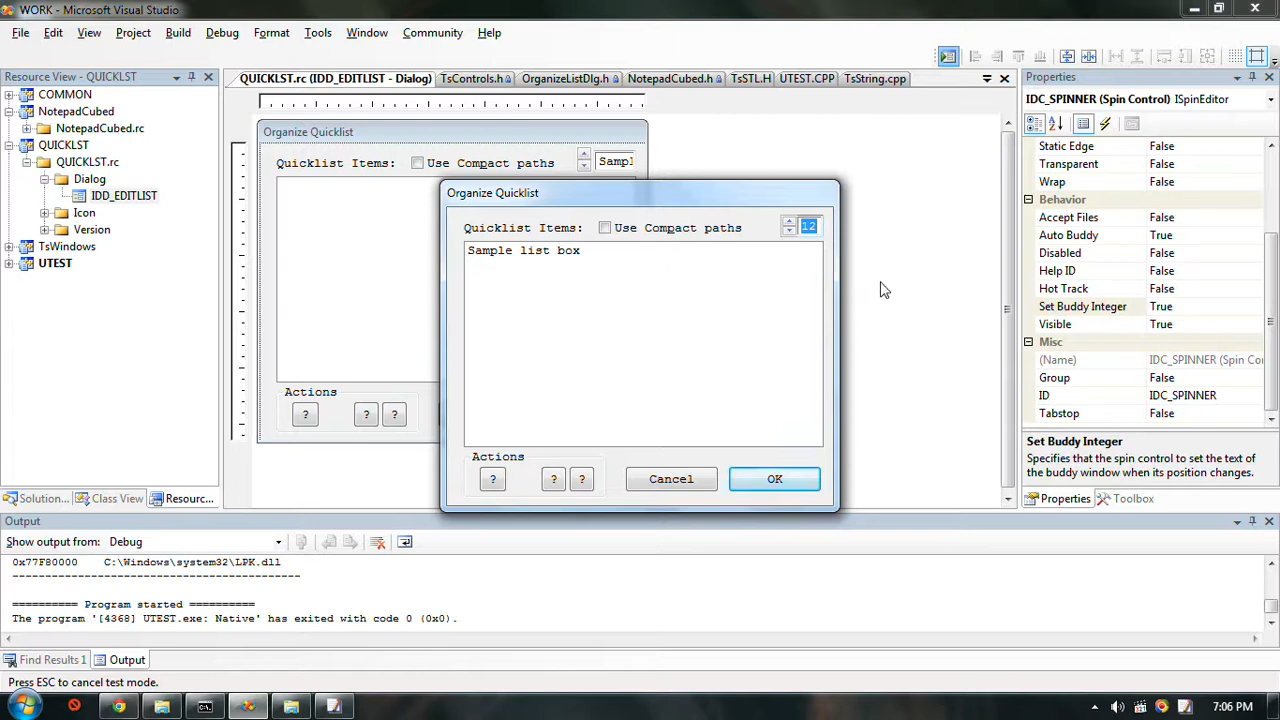 WORK - Microsoft Visual Studio
File Edit View Project Build Debug Format Tools Window Community Help
Resource View - QUICKLST
COMMON
NotepadCubed
NotepadCubed.rc
QUICKLST
QUICKLST.rc
Dialog
IDD_EDITLIST
Icon
Version
TsWindows
UTEST
Solution... Class View Resourc...
QUICKLST.rc (IDD_EDITLIST - Dialog) TsControls.h OrganizeListDlg.h NotepadCubed.h TsSTL.H UTEST.CPP TsString.cpp
Organize Quicklist
Quicklist Items: Use Compact paths Sampl
Actions
? ? ?
Organize Quicklist
Quicklist Items: Use Compact paths 12
Sample list box
Actions
? ? ? Cancel OK
Properties
IDC_SPINNER (Spin Control) ISpinEditor
Static Edge False
Transparent False
Wrap False
Behavior
Accept Files False
Auto Buddy True
Disabled False
Help ID False
Hot Track False
Set Buddy Integer True
Visible True
Misc
(Name) IDC_SPINNER (Spin Co
Group False
ID IDC_SPINNER
Tabstop False
Set Buddy Integer
Specifies that the spin control to set the text of
the buddy window when its position changes.
Properties Toolbox
Output
Show output from: Debug
0x77F80000 C:\Windows\system32\LPK.dll
-----------------------------------------
========== Program started ==========
The program '[4368] UTEST.exe: Native' has exited with code 0 (0x0).
Find Results 1 Output
Press ESC to cancel test mode.
7:06 PM